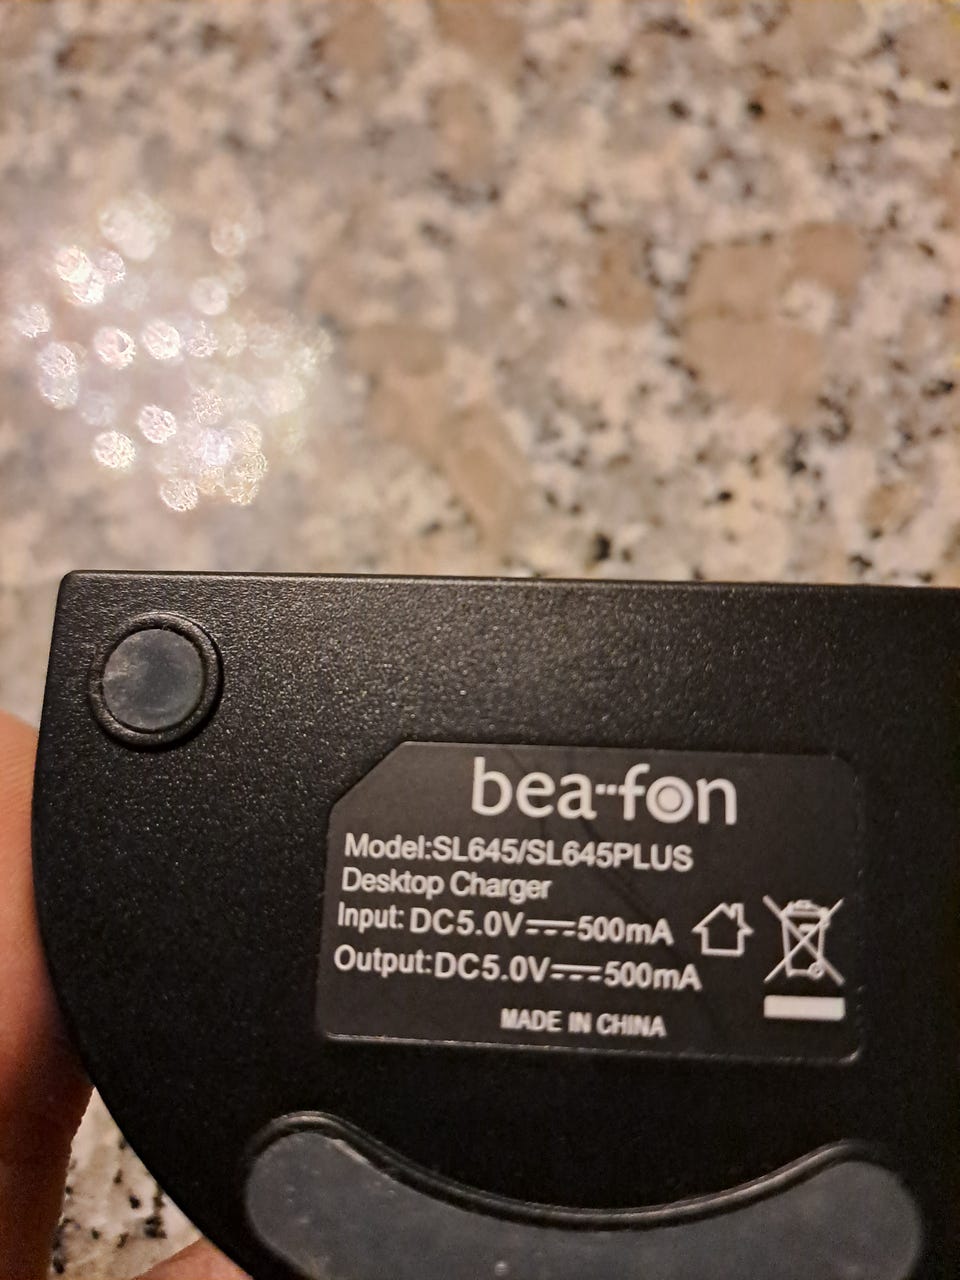 bea-fon
Model:SL645/SL645PLUS
Desktop Charger
Input: DC5.0V⎓500mA
Output:DC5.0V⎓500mA
MADE IN CHINA